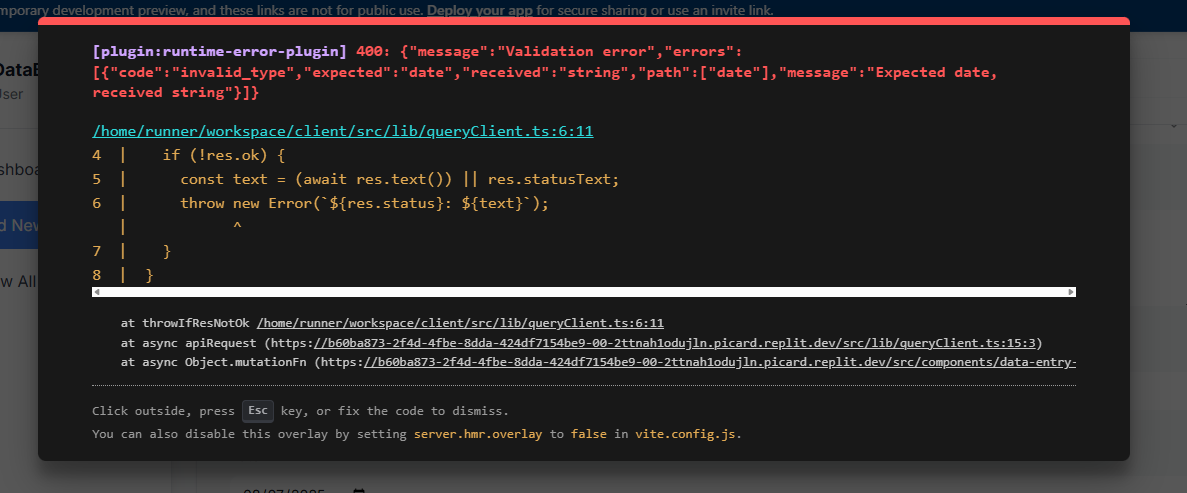 temporary development preview, and these links are not for public use. Deploy your app for secure sharing or use an invite link.
[plugin:runtime-error-plugin] 400: {"message":"Validation error","errors":
[{"code":"invalid_type","expected":"date","received":"string","path":["date"],"message":"Expected date,
received string"}]}
/home/runner/workspace/client/src/lib/queryClient.ts:6:11
4 | if (!res.ok) {
5 | const text = (await res.text()) || res.statusText;
6 | throw new Error(`${res.status}: ${text}`);
| ^
7 | }
8 | }
at throwIfResNotOk /home/runner/workspace/client/src/lib/queryClient.ts:6:11
at async apiRequest (https://b60ba873-2f4d-4fbe-8dda-424df7154be9-00-2ttnah1odujln.picard.replit.dev/src/lib/queryClient.ts:15:3)
at async Object.mutationFn (https://b60ba873-2f4d-4fbe-8dda-424df7154be9-00-2ttnah1odujln.picard.replit.dev/src/components/data-entry-
Click outside, press Esc key, or fix the code to dismiss.
You can also disable this overlay by setting server.hmr.overlay to false in vite.config.js.